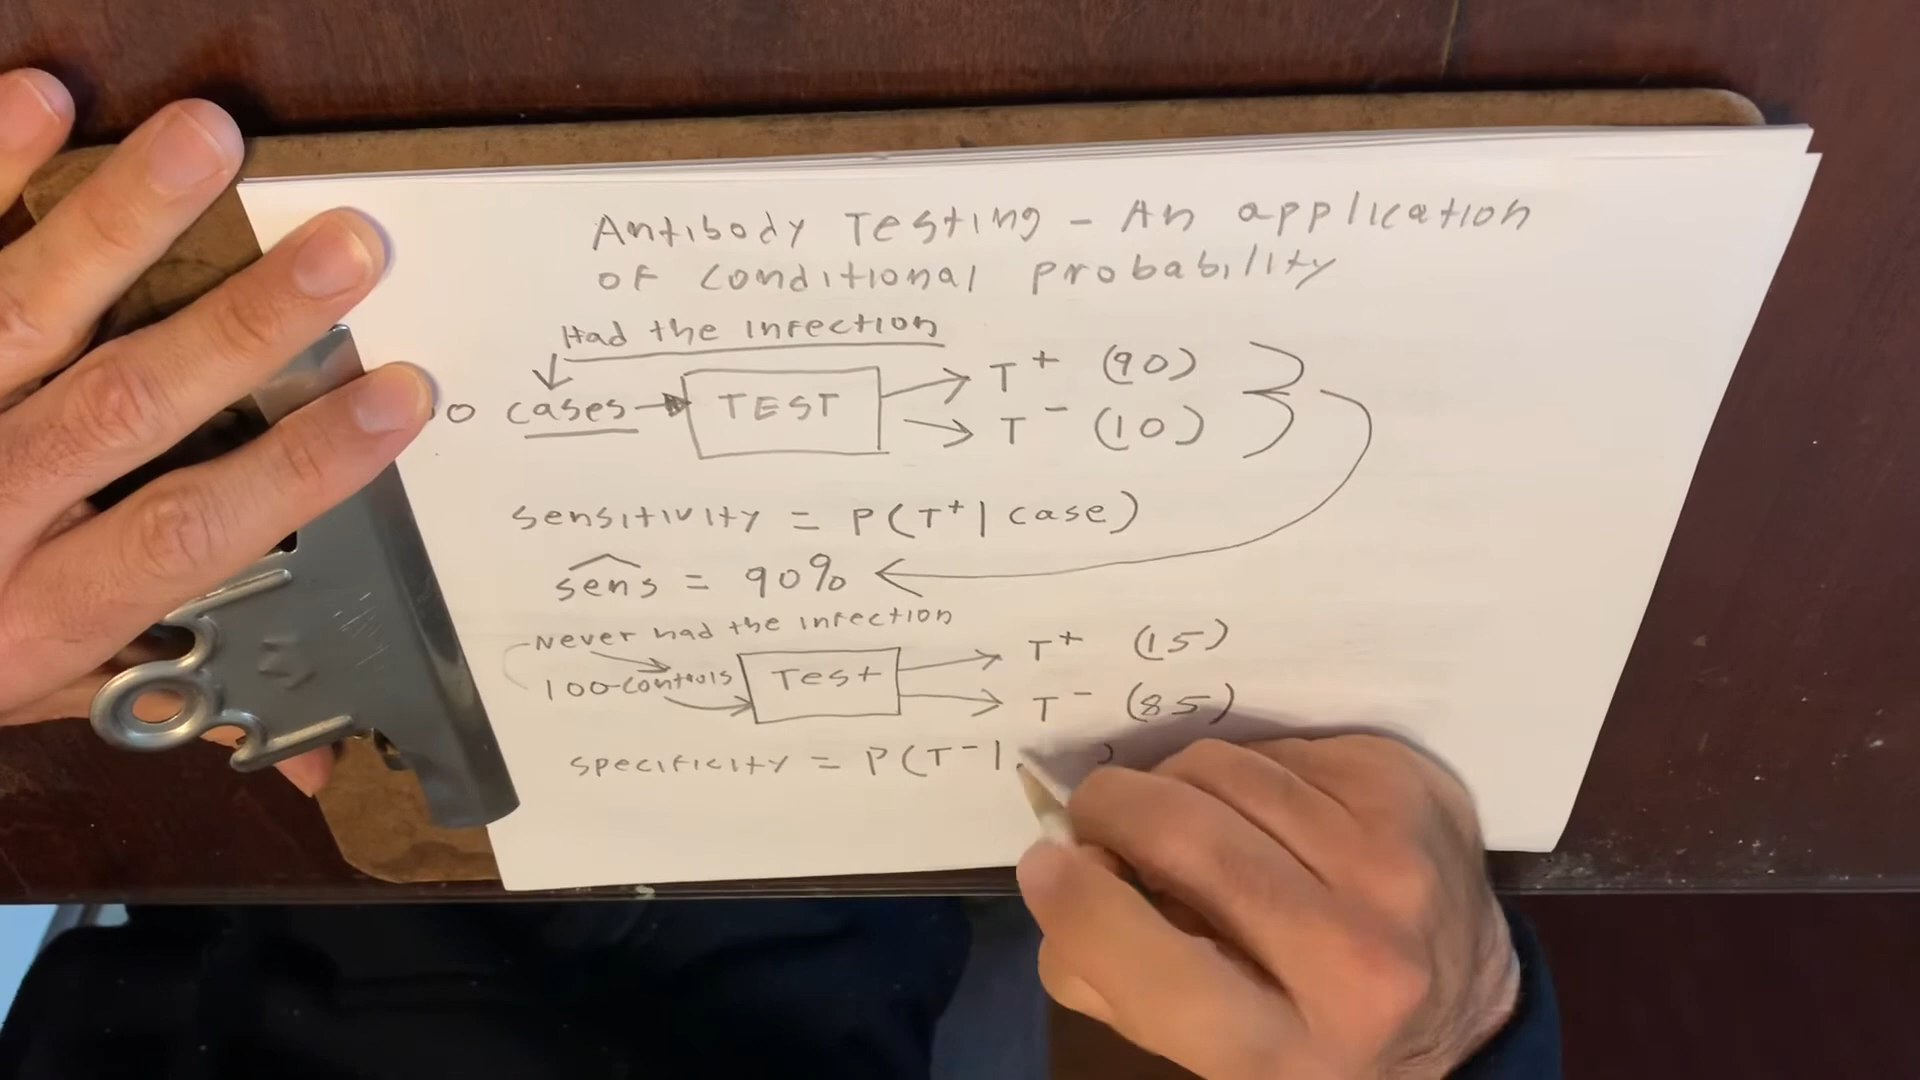 Antibody Testing - An application
of conditional probability
Had the infection
cases → TEST → T+ (90)
→ T- (10)
sensitivity = P(T+ | case)
sens = 90%
Never had the infection
100 controls Test → T+ (15)
→ T- (85)
specificity = P(T- | )